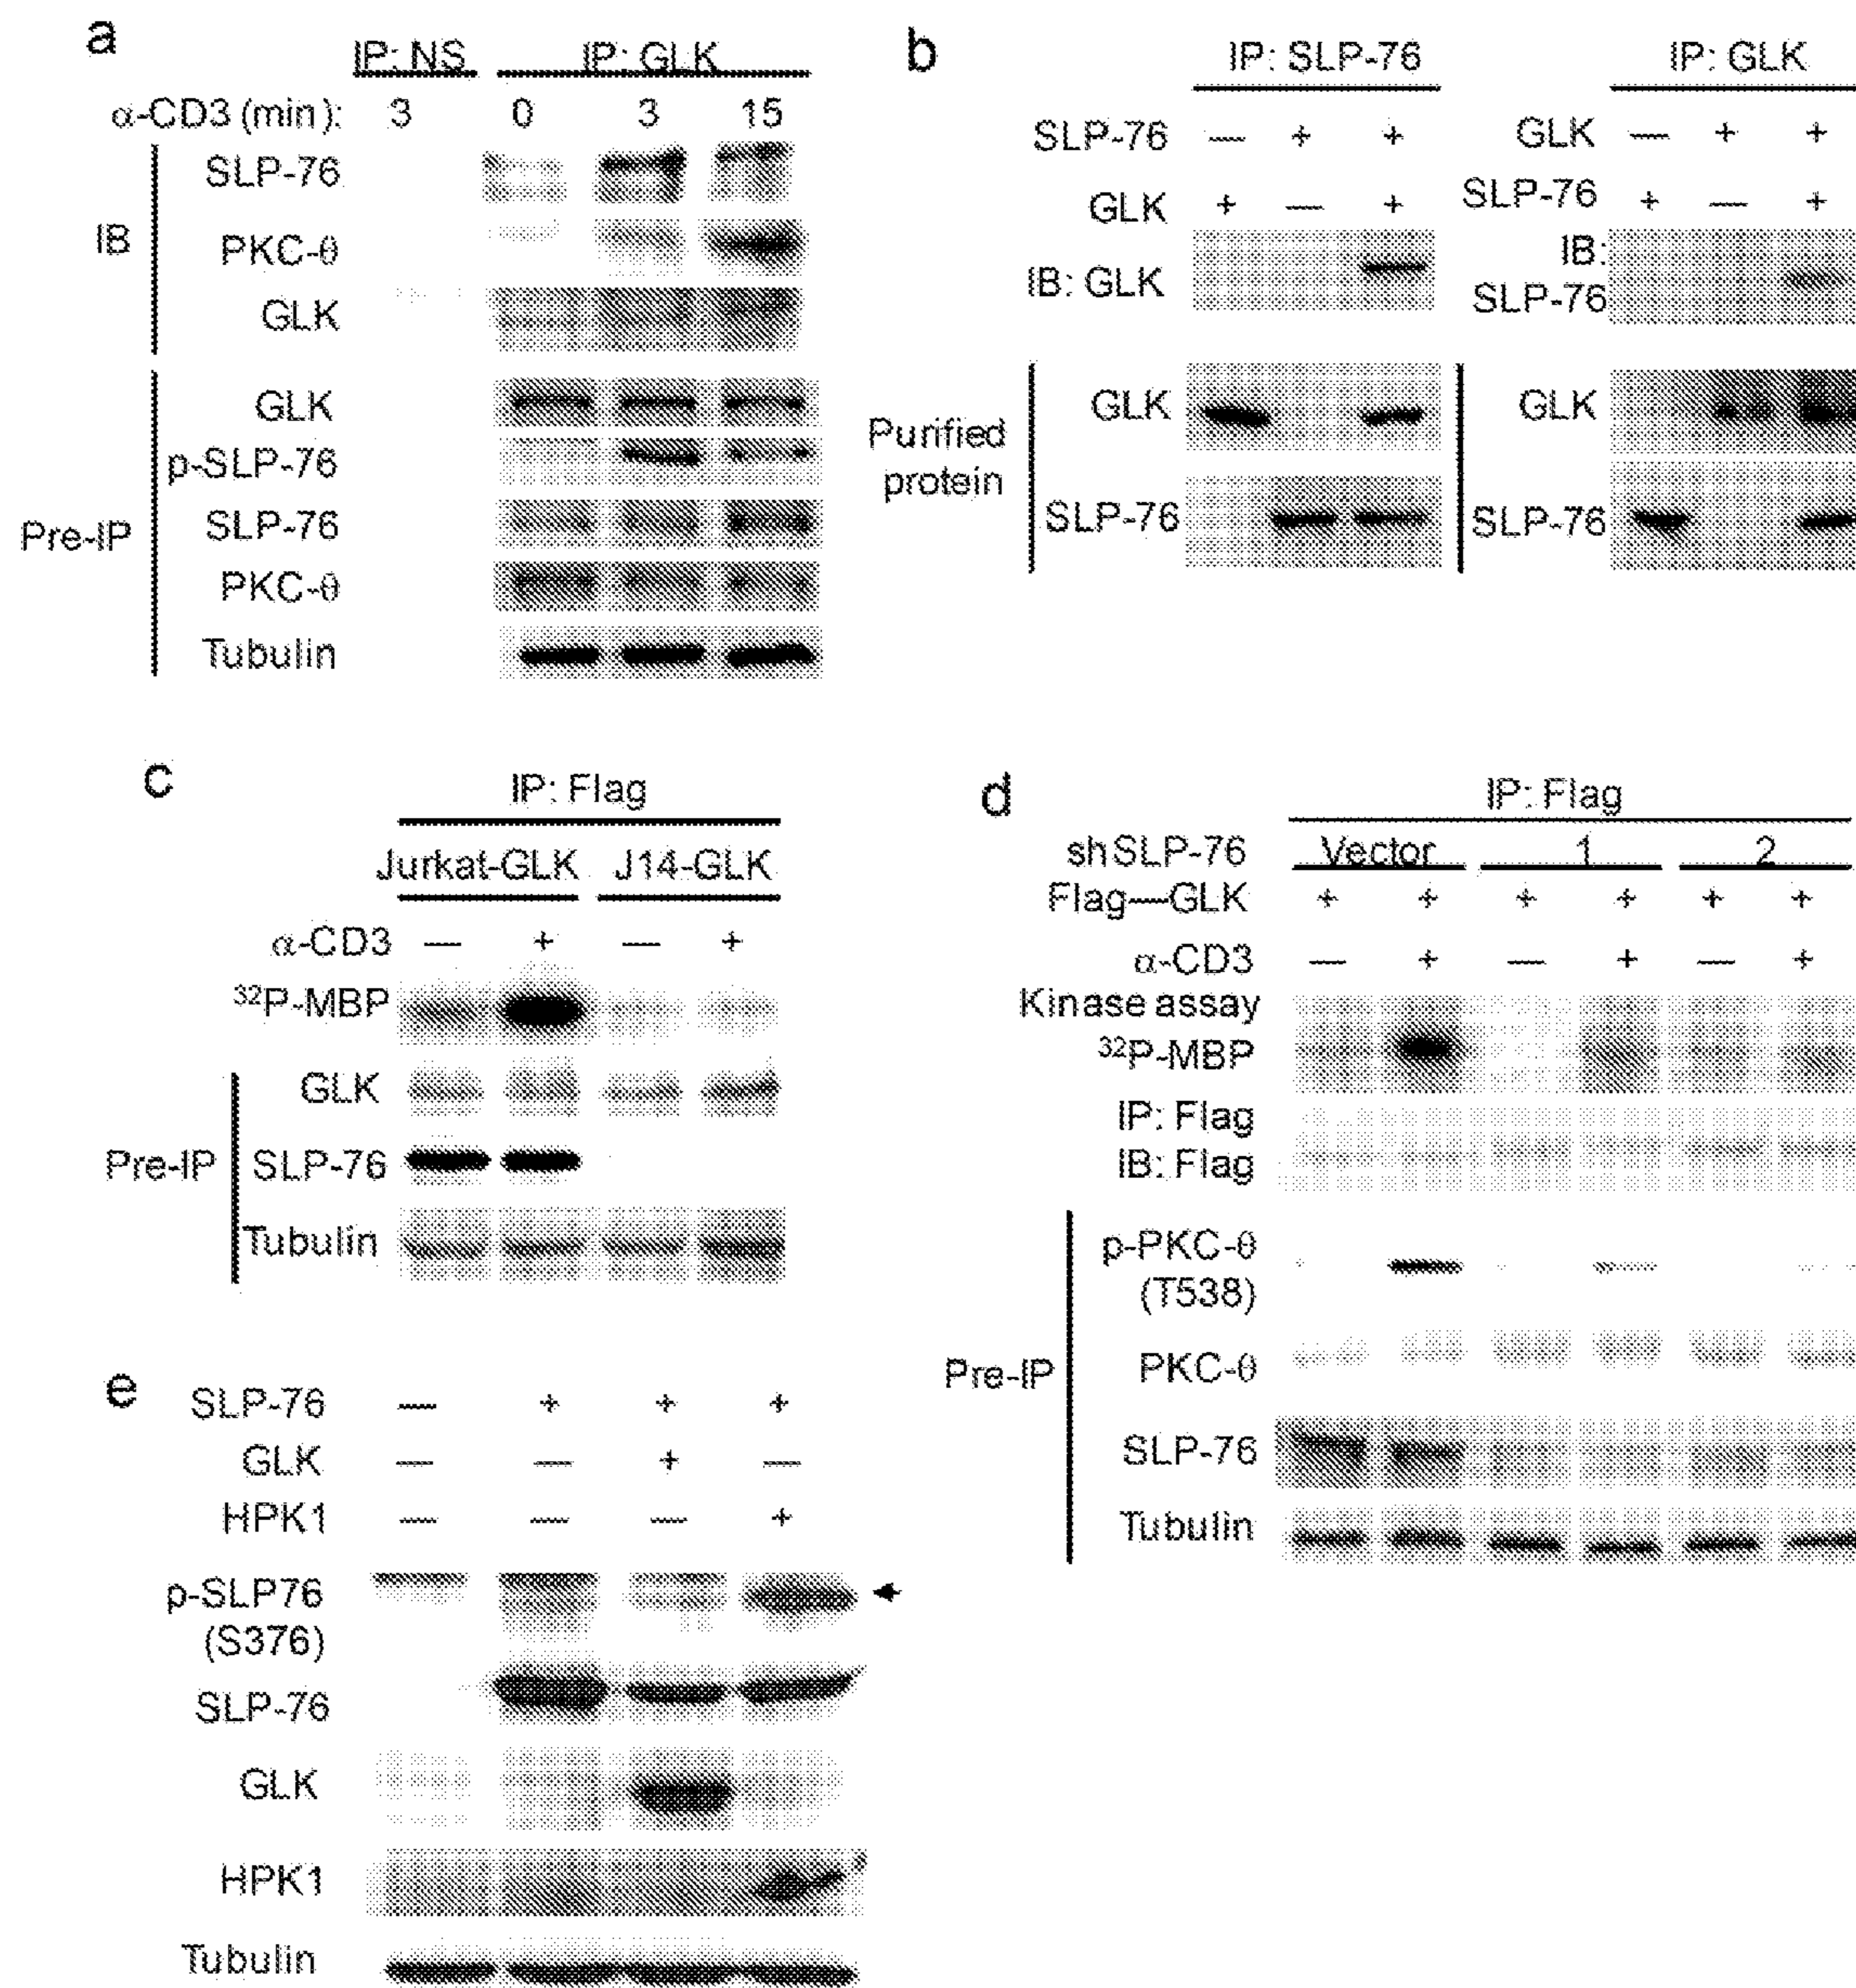 a
IP: NS IP: GLK
α-CD3 (min): 3 0 3 15
SLP-76
IB
PKC-θ
GLK
GLK
p-SLP-76
Pre-IP
SLP-76
PKC-θ
Tubulin
b
IP: SLP-76 IP: GLK
SLP-76 — + + GLK — + +
GLK + — + SLP-76 + — +
IB: GLK IB: SLP-76
Purified protein
GLK GLK
SLP-76 SLP-76
c
IP: Flag
Jurkat-GLK J14-GLK
α-CD3 — + — +
³²P-MBP
GLK
Pre-IP SLP-76
Tubulin
d
IP: Flag
shSLP-76 Vector 1 2
Flag—GLK + + + + + +
α-CD3 — + — + — +
Kinase assay
³²P-MBP
IP: Flag
IB: Flag
p-PKC-θ
(T538)
Pre-IP PKC-θ
SLP-76
Tubulin
e
SLP-76 — + + +
GLK — — + —
HPK1 — — — +
p-SLP76
(S376)
SLP-76
GLK
HPK1
Tubulin